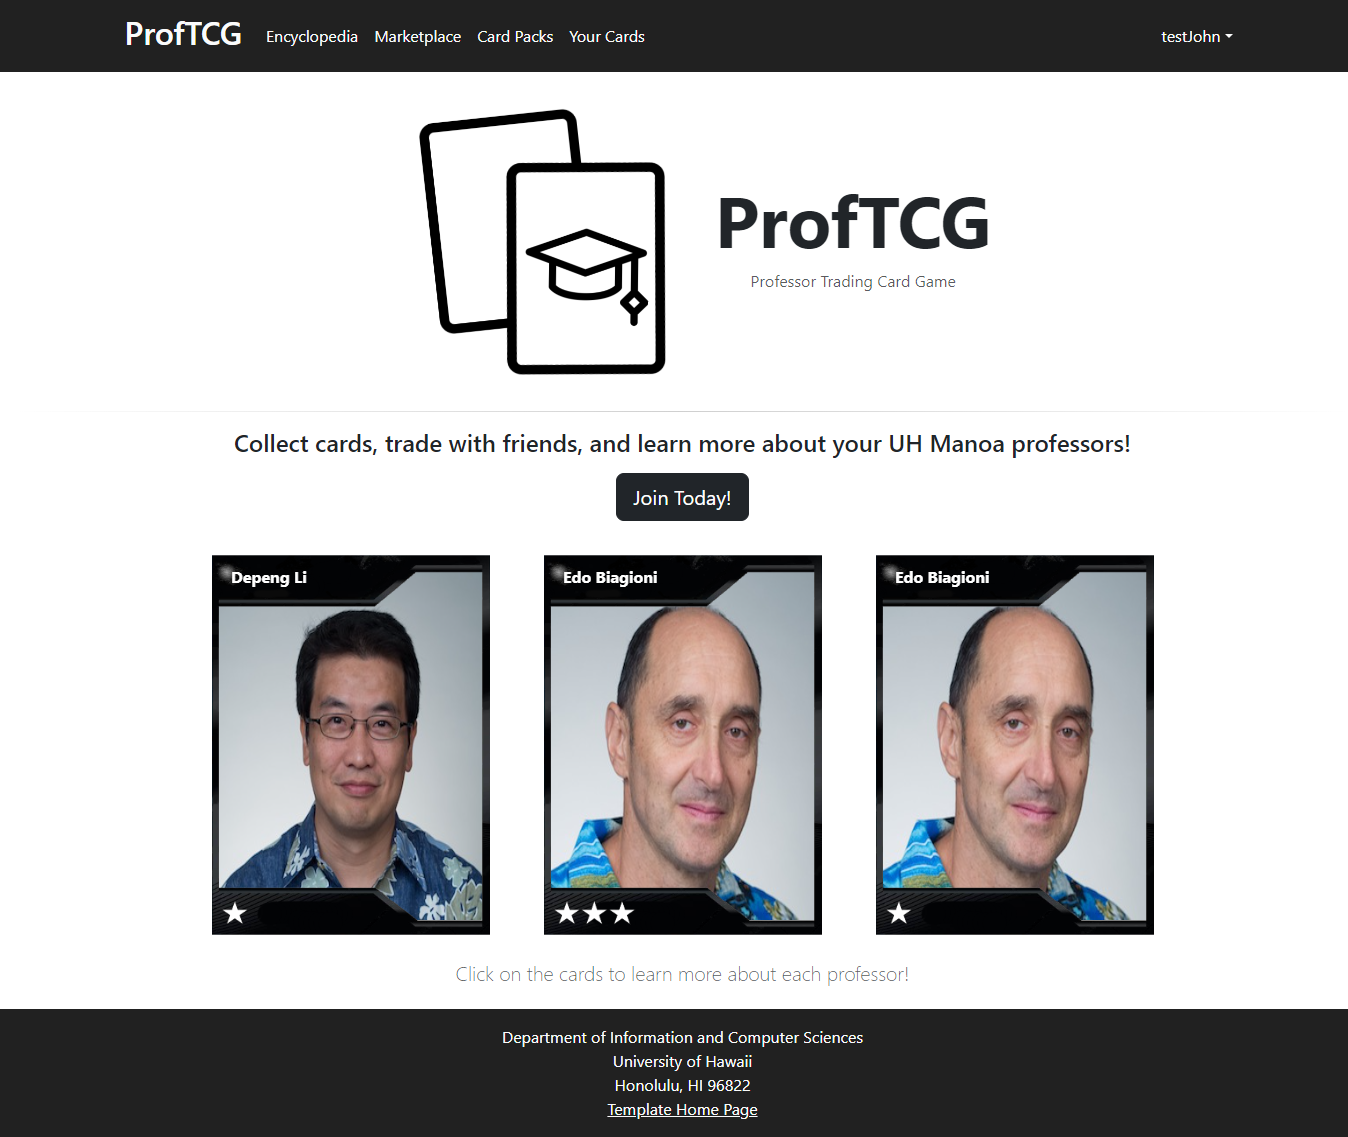 ProfTCG Encyclopedia Marketplace Card Packs Your Cards testJohn
ProfTCG
Professor Trading Card Game
Collect cards, trade with friends, and learn more about your UH Manoa professors!
Join Today!
Depeng Li
Edo Biagioni
Edo Biagioni
Click on the cards to learn more about each professor!
Department of Information and Computer Sciences
University of Hawaii
Honolulu, HI 96822
Template Home Page